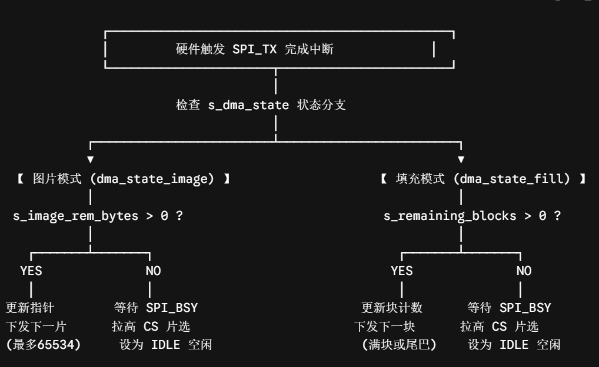 硬件触发 SPI_TX 完成中断
检查 s_dma_state 状态分支
【 图片模式 (dma_state_image) 】 【 填充模式 (dma_state_fill) 】
s_image_rem_bytes > 0 ? s_remaining_blocks > 0 ?
YES NO YES NO
更新指针 等待 SPI_BSY 更新块计数 等待 SPI_BSY
下发下一片 拉高 CS 片选 下发下一块 拉高 CS 片选
(最多65534) 设为 IDLE 空闲 (满块或尾巴) 设为 IDLE 空闲